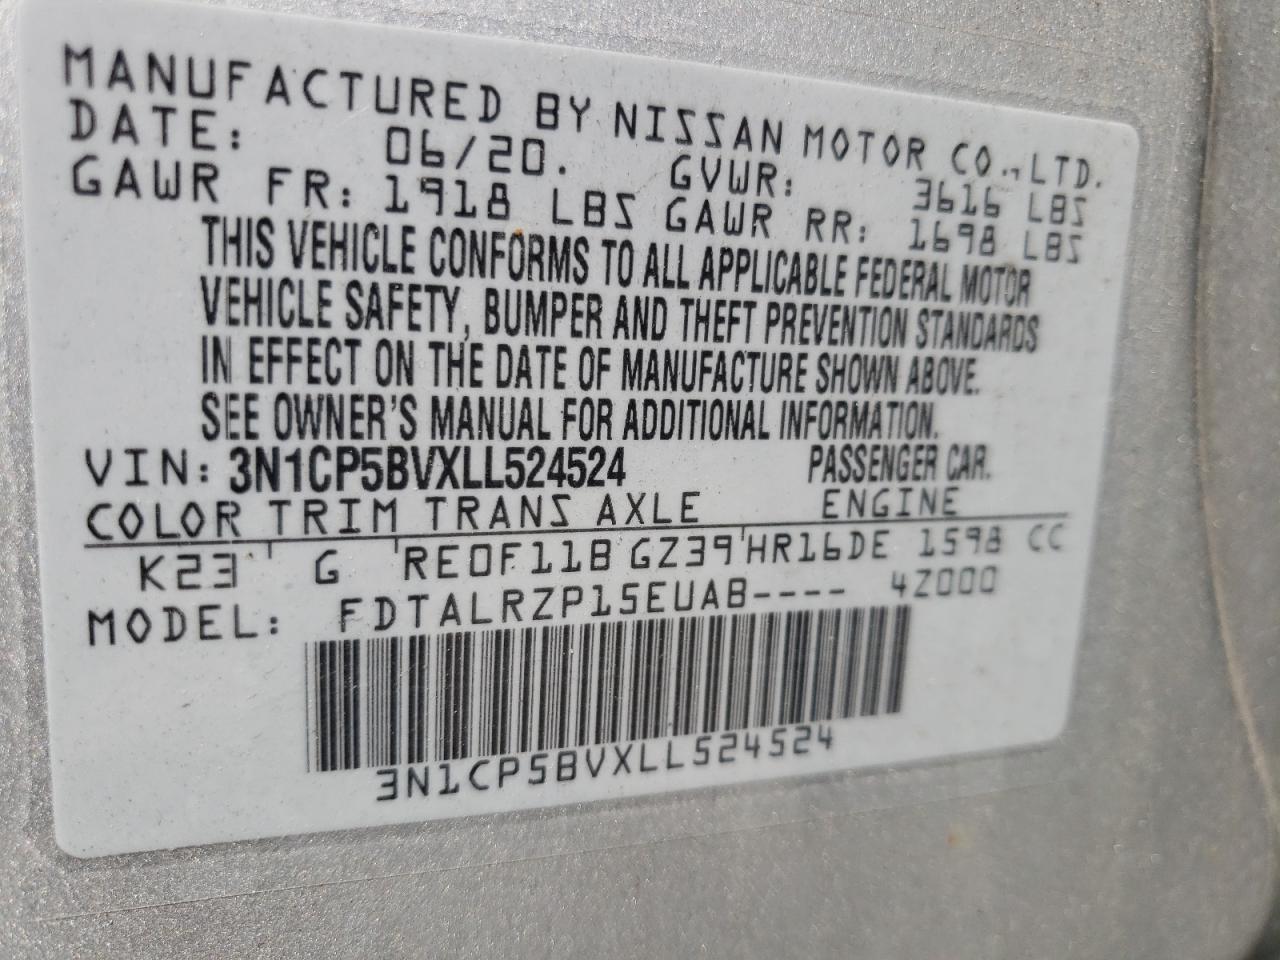 MANUFACTURED BY NISSAN MOTOR CO.,LTD.
DATE: 06/20. GVWR: 3616 LBS
GAWR FR: 1918 LBS GAWR RR: 1698 LBS
THIS VEHICLE CONFORMS TO ALL APPLICABLE FEDERAL MOTOR
VEHICLE SAFETY, BUMPER AND THEFT PREVENTION STANDARDS
IN EFFECT ON THE DATE OF MANUFACTURE SHOWN ABOVE.
SEE OWNER'S MANUAL FOR ADDITIONAL INFORMATION.
VIN: 3N1CP5BVXLL524524 PASSENGER CAR.
COLOR TRIM TRANS AXLE ENGINE
K23 ' G 'RE0F11B GZ39'HR16DE 1598 CC
MODEL: FDTALRZP15EUAB---- 4Z000
3N1CP5BVXLL524524